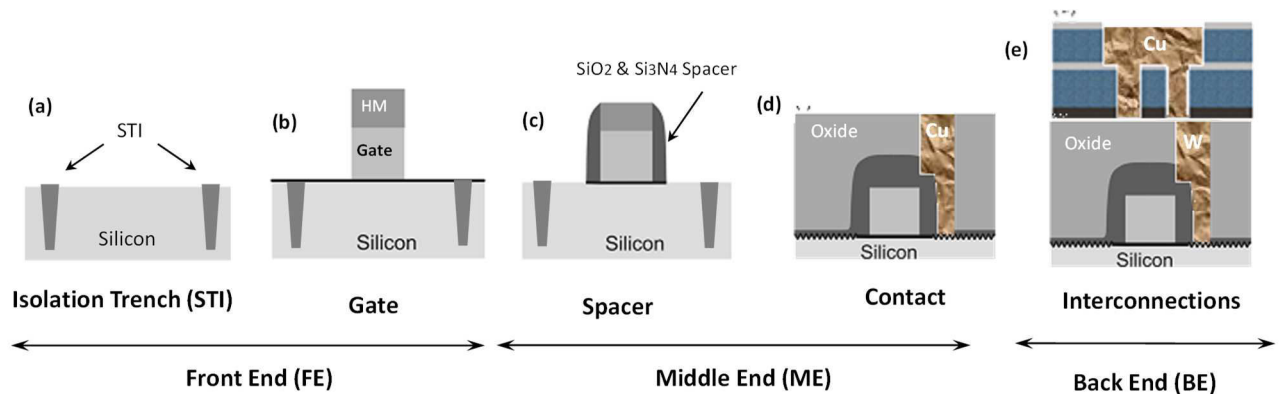 (a)
STI
Silicon
Isolation Trench (STI)
(b)
HM
Gate
Silicon
Gate
(c)
SiO2 & Si3N4 Spacer
Silicon
Spacer
(d)
Oxide
Cu
Silicon
Contact
(e)
Cu
Oxide
W
Silicon
Interconnections
Front End (FE)
Middle End (ME)
Back End (BE)